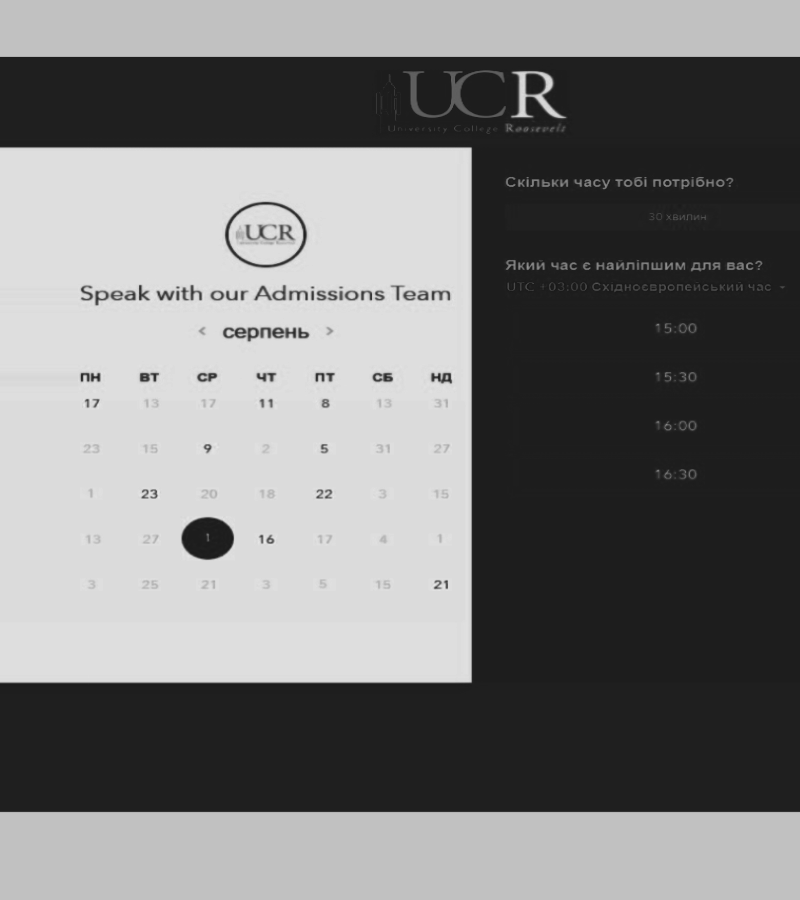 UCR
University College Roosevelt
UCR
Speak with our Admissions Team
< серпень >
ПН ВТ СР ЧТ ПТ СБ НД
17 13 17 11 8 13 31
23 15 9 2 5 31 27
1 23 20 18 22 3 15
13 27 1 16 17 4 1
3 25 21 3 5 15 21
Скільки часу тобі потрібно?
30 хвилин
Який час є найліпшим для вас?
UTC +03:00 Східноєвропейський час
15:00
15:30
16:00
16:30